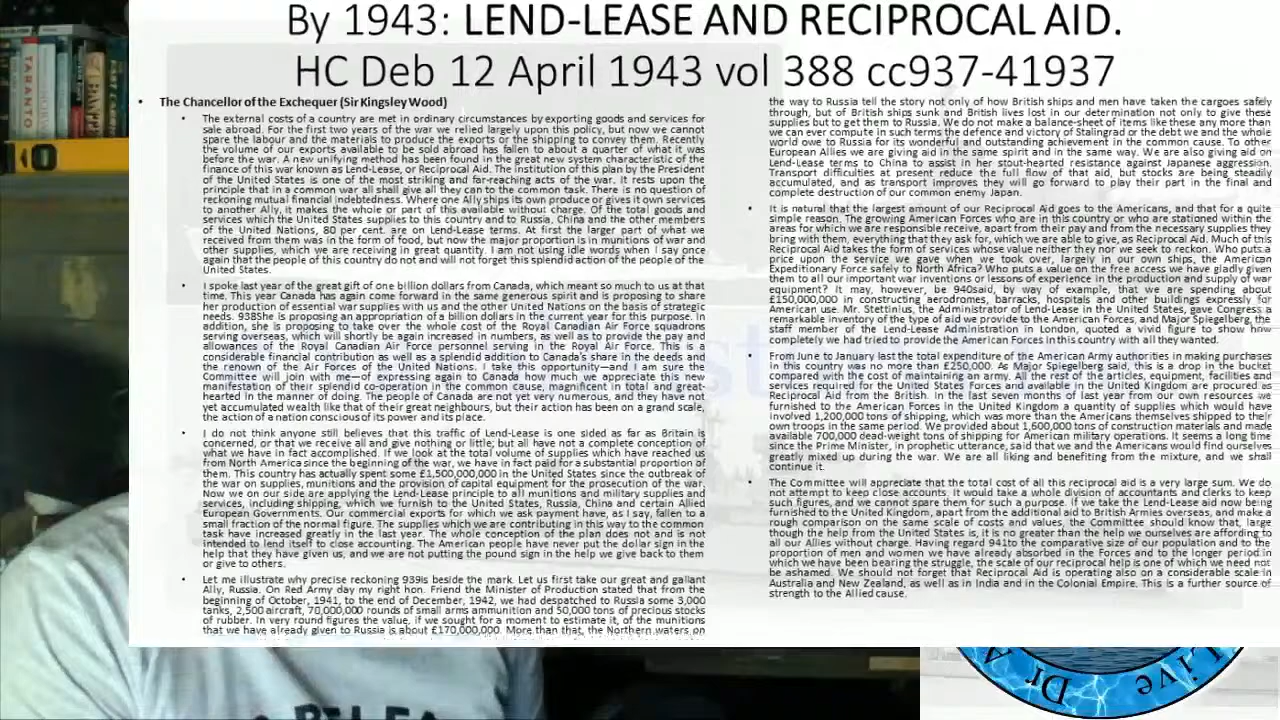 By 1943: LEND-LEASE AND RECIPROCAL AID.
HC Deb 12 April 1943 vol 388 cc937-41937
• The Chancellor of the Exchequer (Sir Kingsley Wood)
• The external costs of a country are met in ordinary circumstances by exporting goods and services for
sale abroad. For the first two years of the war we relied largely upon this policy, but now we cannot
spare the labour and the materials to produce the exports or the shipping to convey them. Recently
the volume of our exports available to be sold abroad has fallen to about a quarter of what it was
before the war. A new unifying method has been found in the great new system characteristic of the
finance of this war known as Lend-Lease, or Reciprocal Aid. The institution of this plan by the President
of the United States is one of the most striking and far-reaching acts of the war. It rests upon the
principle that in a common war all shall give all they can to the common task. There is no question of
reckoning mutual financial indebtedness. Where one Ally ships its own produce or gives it own services
to another Ally, it makes the whole or part of this available without charge. Of the total goods and
services which the United States supplies to this country and to Russia, China and the other members
of the United Nations, 80 per cent. are on Lend-Lease terms. At first the larger part of what we
received from them was in the form of food, but now the major proportion is in munitions of war and
other supplies, which we are receiving in great quantity. I am not using idle words when I say once
again that the people of this country do not and will not forget this splendid action of the people of the
United States.
• I spoke last year of the great gift of one billion dollars from Canada, which meant so much to us at that
time. This year Canada has again come forward in the same generous spirit and is proposing to share
her production of essential war supplies with us and the other United Nations on the basis of strategic
needs. 938She is proposing an appropriation of a billion dollars in the current year for this purpose. In
addition, she is proposing to take over the whole cost of the Royal Canadian Air Force squadrons
serving overseas, which will shortly be again increased in numbers, as well as to provide the pay and
allowances of the Royal Canadian Air Force personnel serving in the Royal Air Force. This is a
considerable financial contribution as well as a splendid addition to Canada's share in the deeds and
the renown of the Air Forces of the United Nations. I take this opportunity—and I am sure the
Committee will join with me—of expressing again to Canada how much we appreciate this new
manifestation of their splendid co-operation in the common cause, magnificent in total and great-
hearted in the manner of doing. The people of Canada are not yet very numerous, and they have not
yet accumulated wealth like that of their great neighbours, but their action has been on a grand scale,
the action of a nation conscious of its power and its place.
• I do not think anyone still believes that this traffic of Lend-Lease is one sided as far as Britain is
concerned, or that we receive all and give nothing or little; but all have not a complete conception of
what we have in fact accomplished. If we look at the total volume of supplies which have reached us
from North America since the beginning of the war, we have in fact paid for a substantial proportion of
them. This country has actually spent some £1,500,000,000 in the United States since the outbreak of
the war on supplies, munitions and the provision of capital equipment for the prosecution of the war.
Now we on our side are applying the Lend-Lease principle to all munitions and military supplies and
services, including shipping, which we furnish to the United States, Russia, China and certain Allied
European Governments. Our commercial exports for which we ask payment have, as I say, fallen to a
small fraction of the normal figure. The supplies which we are contributing in this way to the common
task have increased greatly in the last year. The whole conception of the plan does not and is not
intended to lend itself to close accounting. The American people have never put the dollar sign in the
help that they have given us, and we are not putting the pound sign in the help we give back to them
or give to others.
• Let me illustrate why precise reckoning 939is beside the mark. Let us first take our great and gallant
Ally, Russia. On Red Army day my right hon. Friend the Minister of Production stated that from the
beginning of October, 1941, to the end of December, 1942, we had despatched to Russia some 3,000
tanks, 2,500 aircraft, 70,000,000 rounds of small arms ammunition and 50,000 tons of precious stocks
of rubber. In very round figures the value, if we sought for a moment to estimate it, of the munitions
that we have already given to Russia is about £170,000,000. More than that, the Northern waters on
the way to Russia tell the story not only of how British ships and men have taken the cargoes safely
through, but of British ships sunk and British lives lost in our determination not only to give these
supplies but to get them to Russia. We do not make a balance-sheet of items like these any more than
we can ever compute in such terms the defence and victory of Stalingrad or the debt we and the whole
world owe to Russia for its wonderful and outstanding achievement in the common cause. To other
European Allies we are giving aid in the same spirit and in the same way. We are also giving aid on
Lend-Lease terms to China to assist in her stout-hearted resistance against Japanese aggression.
Transport difficulties at present reduce the full flow of that aid, but stocks are being steadily
accumulated, and as transport improves they will go forward to play their part in the final and
complete destruction of our common enemy Japan.
• It is natural that the largest amount of our Reciprocal Aid goes to the Americans, and that for a quite
simple reason. The growing American Forces who are in this country or who are stationed within the
areas for which we are responsible receive, apart from their pay and from the necessary supplies they
bring with them, everything that they ask for, which we are able to give, as Reciprocal Aid. Much of this
Reciprocal Aid takes the form of services whose value neither they nor we seek to reckon. Who puts a
price upon the service we gave when we took over, largely in our own ships, the American
Expeditionary Force safely to North Africa? Who puts a value on the free access we have gladly given
them to all our important war inventions or lessons of experience in the production and supply of war
equipment? It may, however, be 940said, by way of example, that we are spending about
£150,000,000 in constructing aerodromes, barracks, hospitals and other buildings expressly for
American use. Mr. Stettinius, the Administrator of Lend-Lease in the United States, gave Congress a
remarkable inventory of the type of aid we provide to the American Forces, and Major Spiegelberg, the
staff member of the Lend-Lease Administration in London, quoted a vivid figure to show how
completely we had tried to provide the American Forces in this country with all they wanted.
• From June to January last the total expenditure of the American Army authorities in making purchases
in this country was no more than £250,000. As Major Spiegelberg said, this is a drop in the bucket
compared with the cost of maintaining an army. All the rest of the articles, equipment, facilities and
services required for the United States Forces and available in the United Kingdom are procured as
Reciprocal Aid from the British. In the last seven months of last year from our own resources we
furnished to the American Forces in the United Kingdom a quantity of supplies which would have
involved 1,200,000 tons of shipping, which was more than the Americans themselves shipped to their
own troops in the same period. We provided about 1,600,000 tons of construction materials and made
available 700,000 dead-weight tons of shipping for American military operations. It seems a long time
since the Prime Minister, in prophetic utterance, said that we and the Americans would find ourselves
greatly mixed up during the war. We are all liking and benefiting from the mixture, and we shall
continue it.
• The Committee will appreciate that the total cost of all this reciprocal aid is a very large sum. We do
not attempt to keep close accounts. It would take a whole division of accountants and clerks to keep
such figures, and we cannot spare them for such a purpose. If we take the Lend-Lease aid now being
furnished to the United Kingdom, apart from the additional aid to British Armies overseas, and make a
rough comparison on the same scale of costs and values, the Committee should know that, large
though the help from the United States is, it is no greater than the help we ourselves are affording to
all our Allies without charge. Having regard 941to the comparative size of our population and to the
proportion of men and women we have already absorbed in the Forces and to the longer period in
which we have been bearing the struggle, the scale of our reciprocal help is one of which we need not
be ashamed. We should not forget that Reciprocal Aid is operating also on a considerable scale in
Australia and New Zealand, as well as in India and in the Colonial Empire. This is a further source of
strength to the Allied cause.
TARANTO
Live Dr A